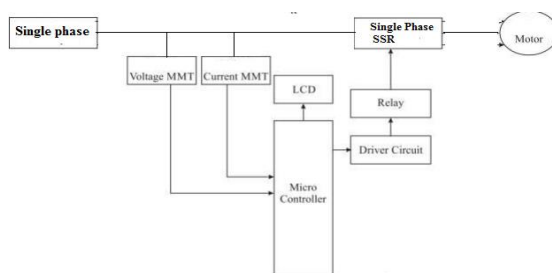 Single phase
Single Phase
SSR
Motor
Voltage MMT
Current MMT
LCD
Relay
Driver Circuit
Micro
Controller